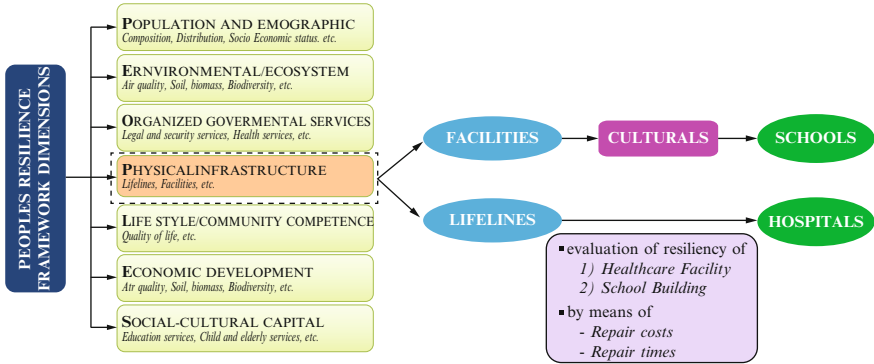 PEOPLES RESILIENCE
FRAMEWORK DIMENSIONS
POPULATION AND EMOGRAPHIC
Composition, Distribution, Socio Economic status. etc.
ERNVIRONMENTAL/ECOSYSTEM
Air quality, Soil, biomass, Biodiversity, etc.
ORGANIZED GOVERMENTAL SERVICES
Legal and security services, Health services, etc.
PHYSICALINFRASTRUCTURE
Lifelines, Facilities, etc.
LIFE STYLE/COMMUNITY COMPETENCE
Quality of life, etc.
ECONOMIC DEVELOPMENT
Atr quality, Soil, biomass, Biodiversity, etc.
SOCIAL-CULTURAL CAPITAL
Education services, Child and elderly services, etc.
FACILITIES
CULTURALS
SCHOOLS
LIFELINES
HOSPITALS
▪ evaluation of resiliency of
1) Healthcare Facility
2) School Building
▪ by means of
- Repair costs
- Repair times